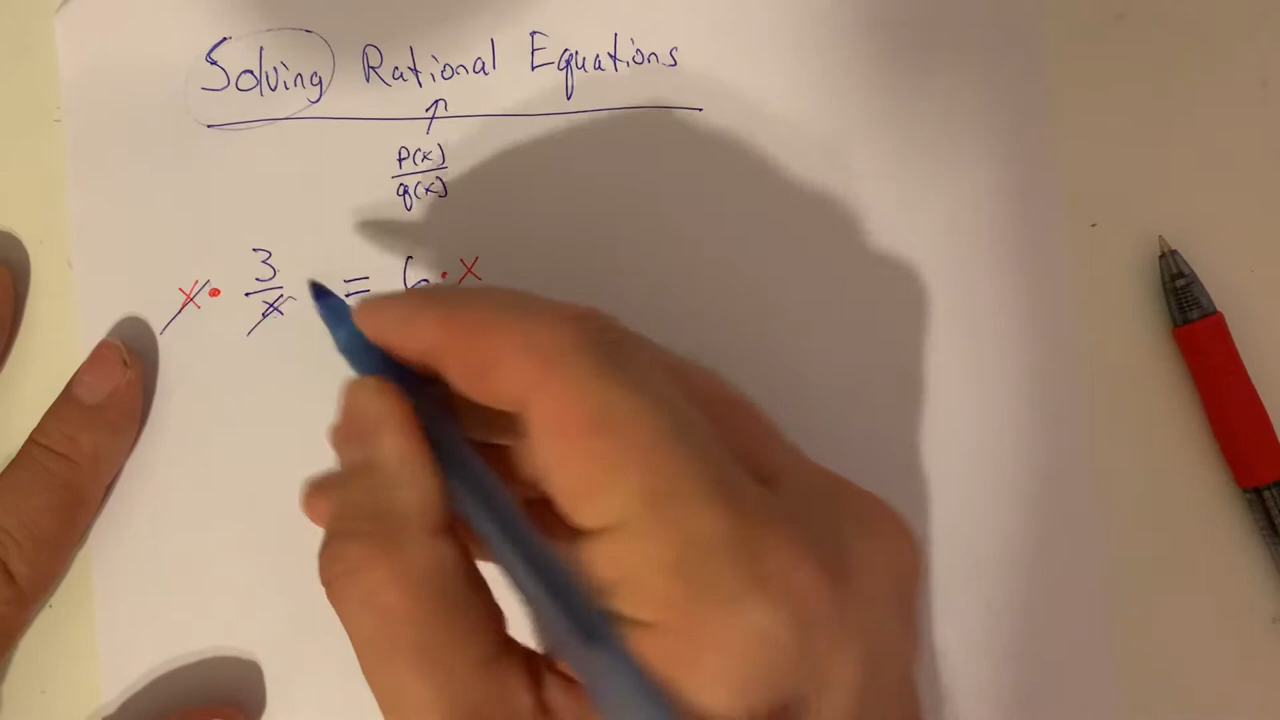 Solving Rational Equations
↑
p(x)
q(x)
x · 3/x = 6 · x